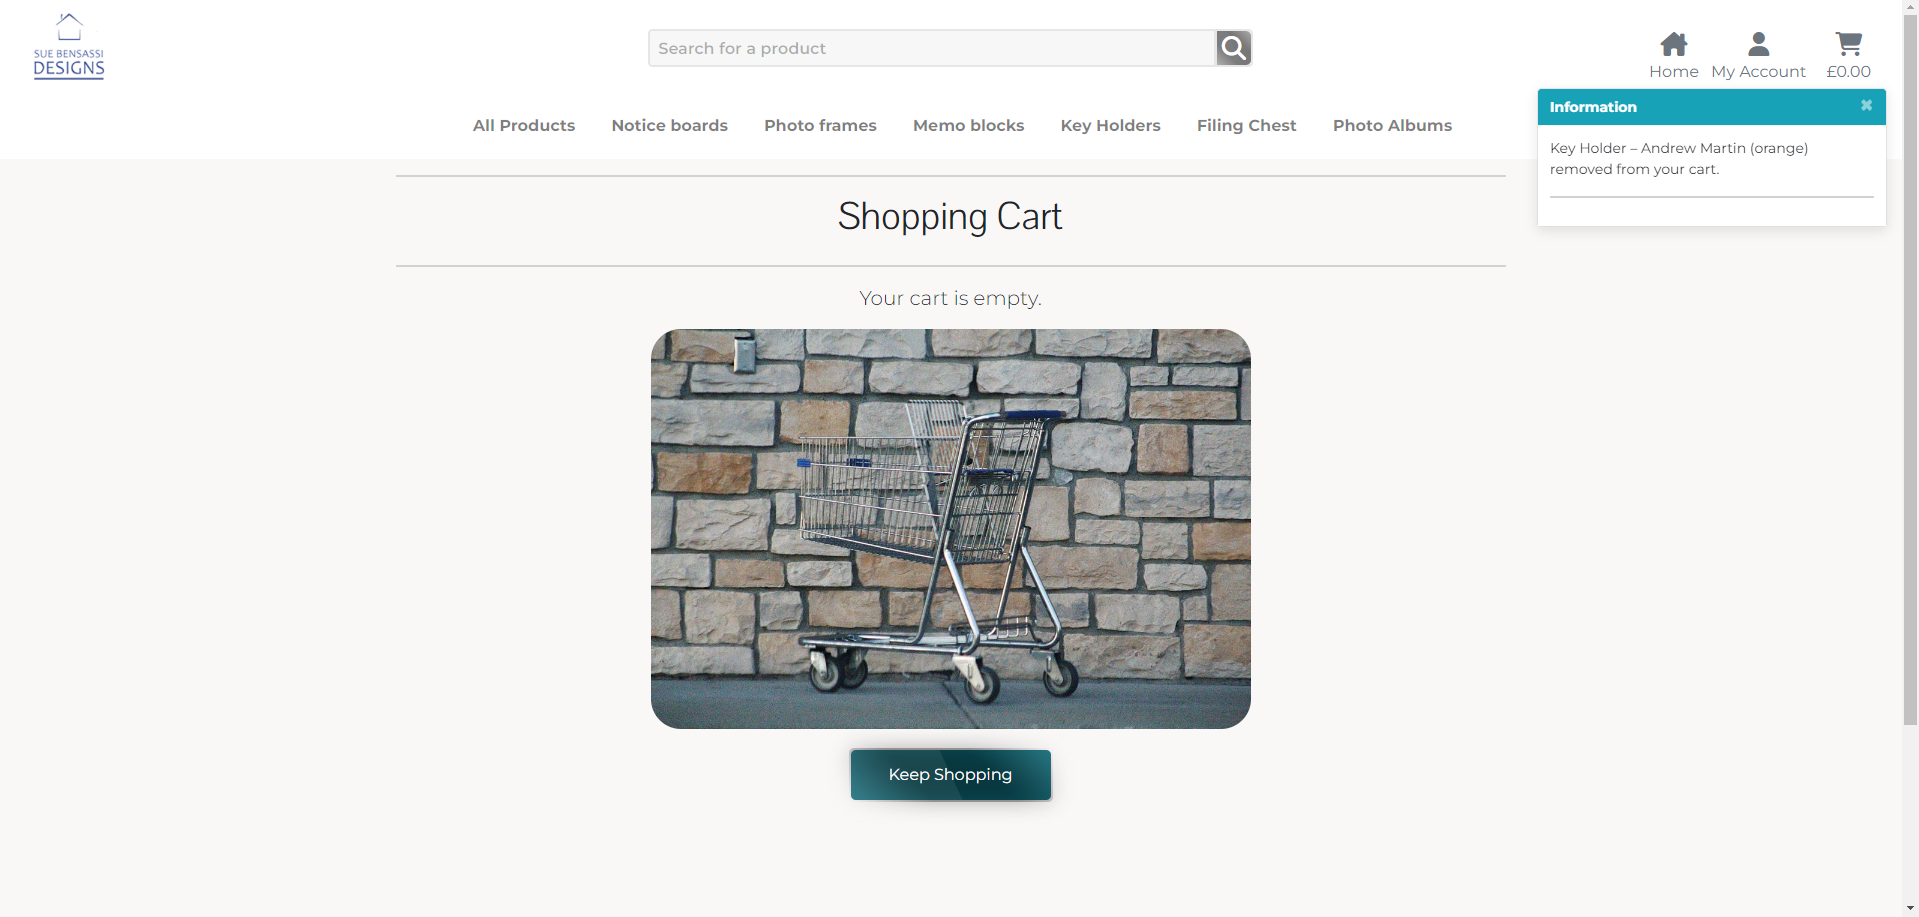 SUE BENSASSI
DESIGNS
Search for a product
Home
My Account
£0.00
All Products
Notice boards
Photo frames
Memo blocks
Key Holders
Filing Chest
Photo Albums
Information
Key Holder – Andrew Martin (orange)
removed from your cart.
Shopping Cart
Your cart is empty.
Keep Shopping